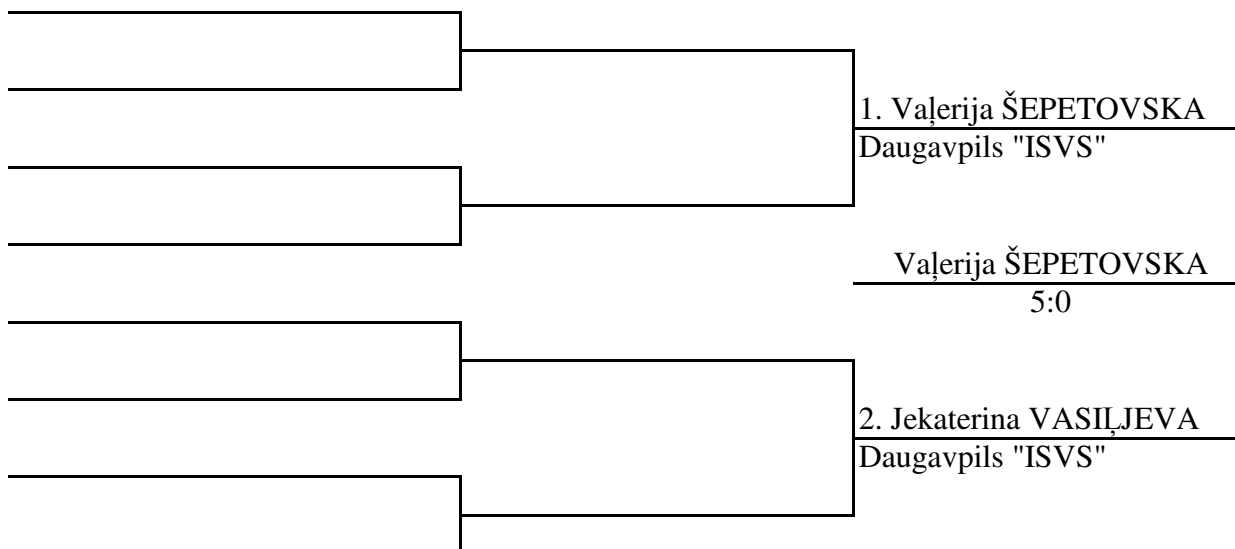 1. Vaļerija ŠEPETOVSKA
Daugavpils "ISVS"
Vaļerija ŠEPETOVSKA
5:0
2. Jekaterina VASIĻJEVA
Daugavpils "ISVS"